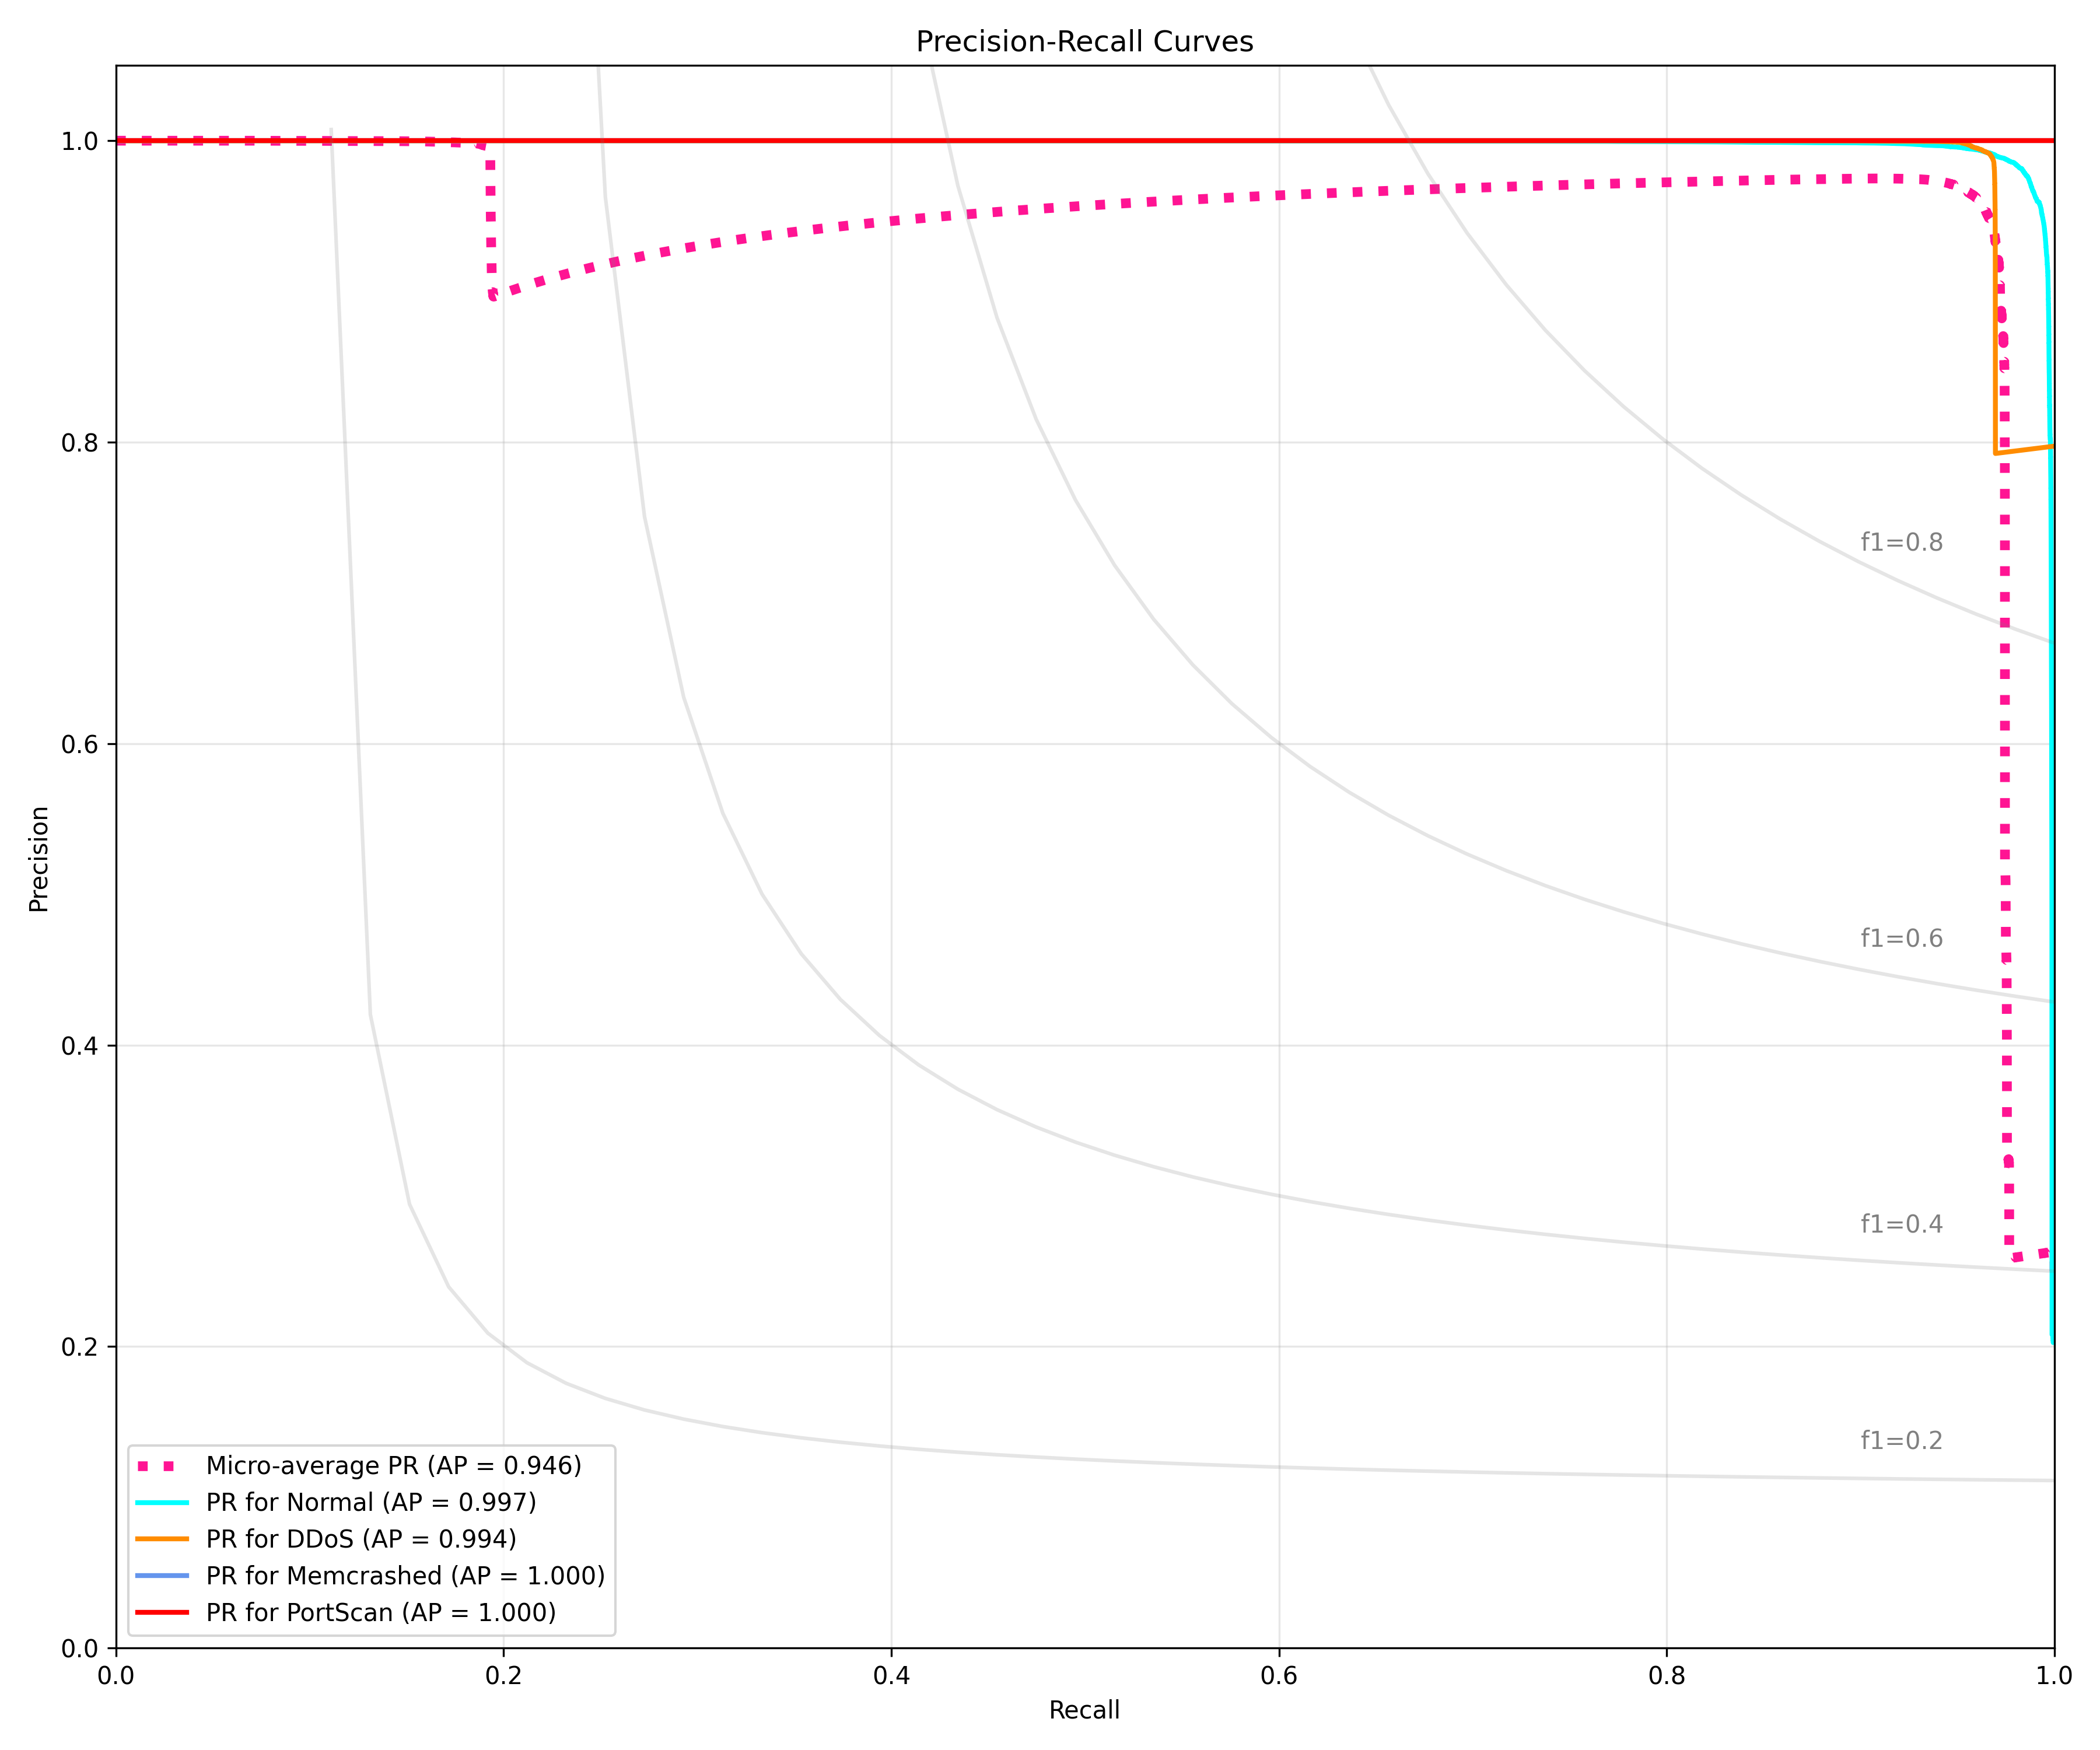 Precision-Recall Curves
1.0
0.8
f1=0.8
0.6
Precision
f1=0.6
0.4
f1=0.4
0.2
f1=0.2
Micro-average PR (AP = 0.946)
PR for Normal (AP = 0.997)
PR for DDoS (AP = 0.994)
PR for Memcrashed (AP = 1.000)
PR for PortScan (AP = 1.000)
0.0
0.0 0.2 0.4 0.6 0.8 1.0
Recall